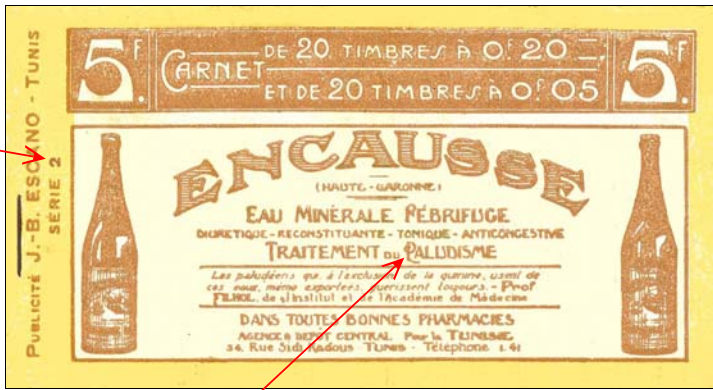 5F.
CARNET DE 20 TIMBRES À 0F20
ET DE 20 TIMBRES À 0F05
5F.
PUBLICITÉ J.-B. ESCANO - TUNIS
SÉRIE 2
ENCAUSSE
(HAUTE-GARONNE)
EAU MINÉRALE FÉBRIFUGE
DIURETIQUE - RECONSTITUANTE - TONIQUE - ANTICONGESTIVE
TRAITEMENT DU PALUDISME
Les paludéens qui, à l'exclusion de la quinine, usent de
ces eaux, même exportées, guerissent toujours. - Prof
FILHOL, de l'Institut et de l'Académie de Médecine
DANS TOUTES BONNES PHARMACIES
AGENCE & DEPÔT CENTRAL Pour la TUNISIE
34, Rue Sidi Kadous TUNIS - Téléphone 1.41